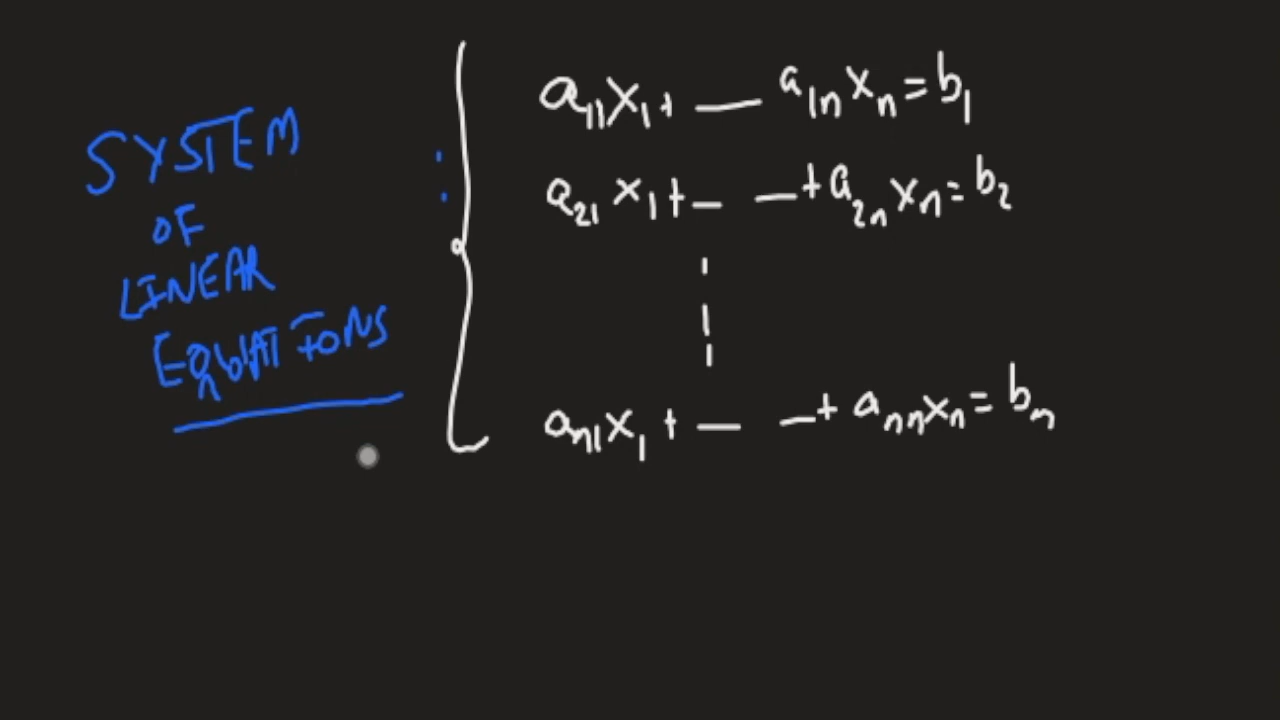 SYSTEM
OF
LINEAR
EQUATIONS
:
a₁₁x₁+ — a₁ₙxₙ=b₁
a₂₁x₁+— —+a₂ₙxₙ=b₂
aₙ₁x₁+— —+aₙₙxₙ=bₙ